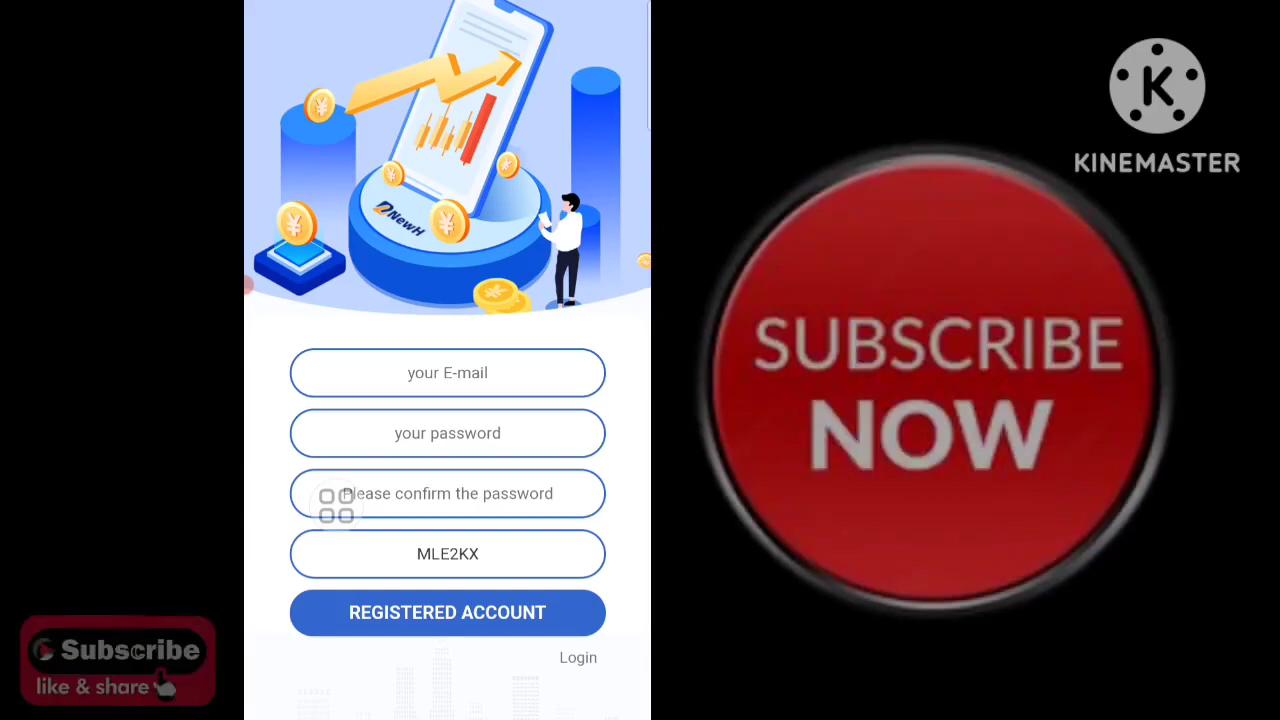 NewH
your E-mail
your password
Please confirm the password
MLE2KX
REGISTERED ACCOUNT
Login
K
KINEMASTER
SUBSCRIBE
NOW
Subscribe
like & share